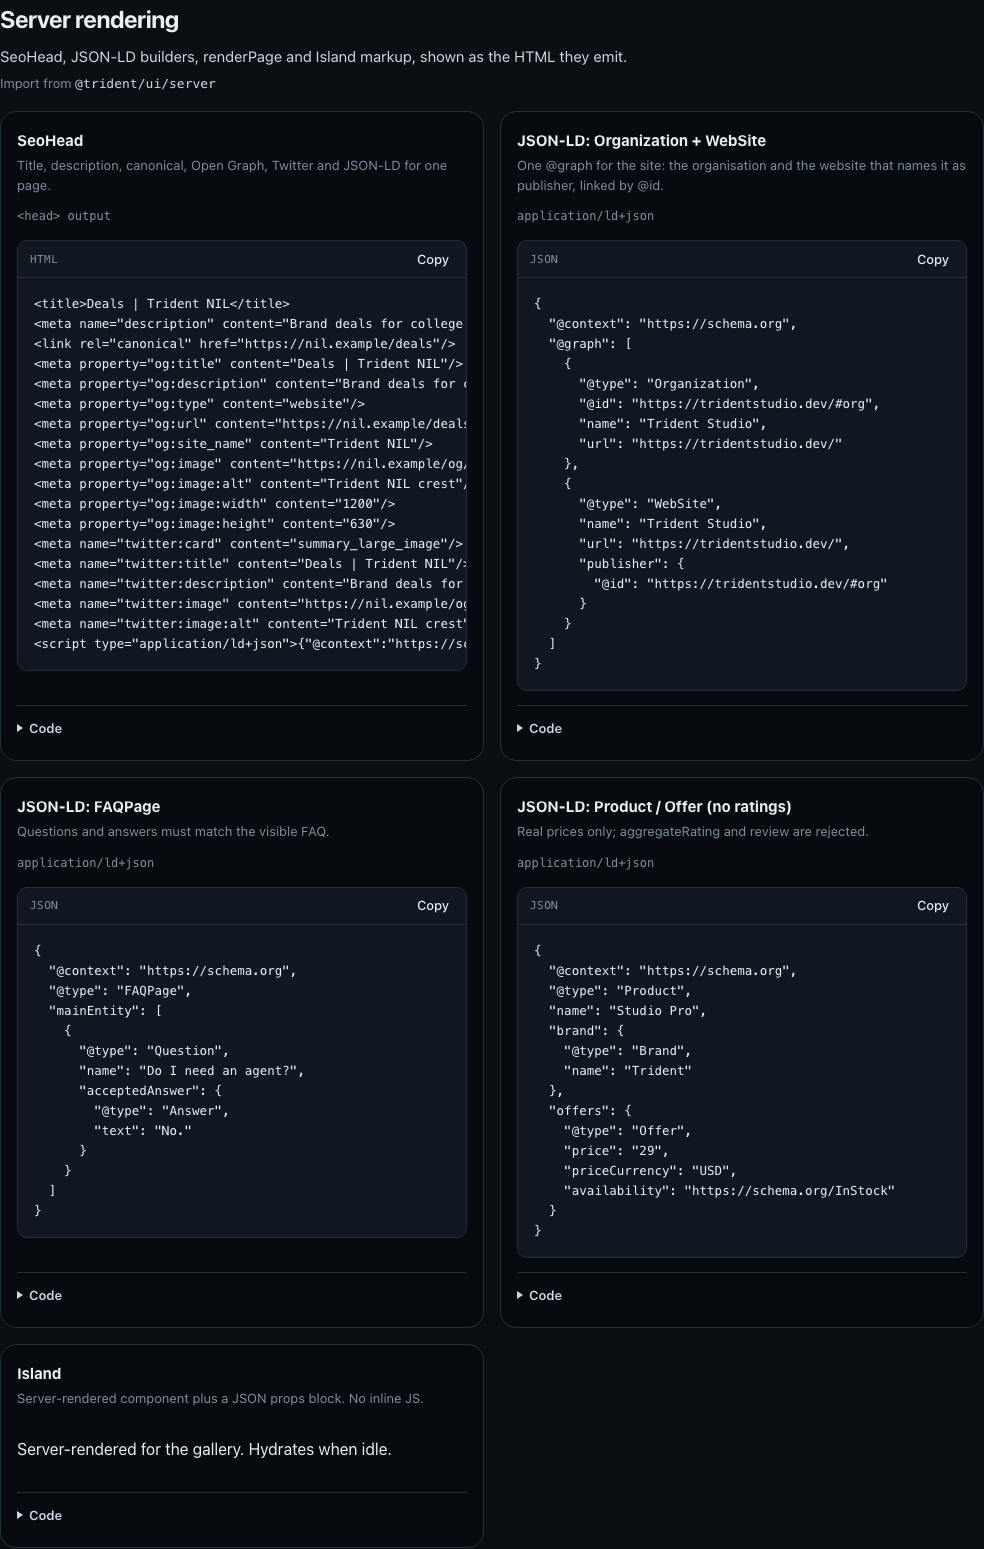 Server rendering
SeoHead, JSON-LD builders, renderPage and Island markup, shown as the HTML they emit.
Import from @trident/ui/server
SeoHead
Title, description, canonical, Open Graph, Twitter and JSON-LD for one
page.
<head> output
HTML
Copy
<title>Deals | Trident NIL</title>
<meta name="description" content="Brand deals for college
<link rel="canonical" href="https://nil.example/deals"/>
<meta property="og:title" content="Deals | Trident NIL"/>
<meta property="og:description" content="Brand deals for c
<meta property="og:type" content="website"/>
<meta property="og:url" content="https://nil.example/deals
<meta property="og:site_name" content="Trident NIL"/>
<meta property="og:image" content="https://nil.example/og/
<meta property="og:image:alt" content="Trident NIL crest"/
<meta property="og:image:width" content="1200"/>
<meta property="og:image:height" content="630"/>
<meta name="twitter:card" content="summary_large_image"/>
<meta name="twitter:title" content="Deals | Trident NIL"/>
<meta name="twitter:description" content="Brand deals for
<meta name="twitter:image" content="https://nil.example/og
<meta name="twitter:image:alt" content="Trident NIL crest"
<script type="application/ld+json">{"@context":"https://sc
Code
JSON-LD: Organization + WebSite
One @graph for the site: the organisation and the website that names it as
publisher, linked by @id.
application/ld+json
JSON
Copy
{
  "@context": "https://schema.org",
  "@graph": [
    {
      "@type": "Organization",
      "@id": "https://tridentstudio.dev/#org",
      "name": "Trident Studio",
      "url": "https://tridentstudio.dev/"
    },
    {
      "@type": "WebSite",
      "name": "Trident Studio",
      "url": "https://tridentstudio.dev/",
      "publisher": {
        "@id": "https://tridentstudio.dev/#org"
      }
    }
  ]
}
Code
JSON-LD: FAQPage
Questions and answers must match the visible FAQ.
application/ld+json
JSON
Copy
{
  "@context": "https://schema.org",
  "@type": "FAQPage",
  "mainEntity": [
    {
      "@type": "Question",
      "name": "Do I need an agent?",
      "acceptedAnswer": {
        "@type": "Answer",
        "text": "No."
      }
    }
  ]
}
Code
JSON-LD: Product / Offer (no ratings)
Real prices only; aggregateRating and review are rejected.
application/ld+json
JSON
Copy
{
  "@context": "https://schema.org",
  "@type": "Product",
  "name": "Studio Pro",
  "brand": {
    "@type": "Brand",
    "name": "Trident"
  },
  "offers": {
    "@type": "Offer",
    "price": "29",
    "priceCurrency": "USD",
    "availability": "https://schema.org/InStock"
  }
}
Code
Island
Server-rendered component plus a JSON props block. No inline JS.
Server-rendered for the gallery. Hydrates when idle.
Code